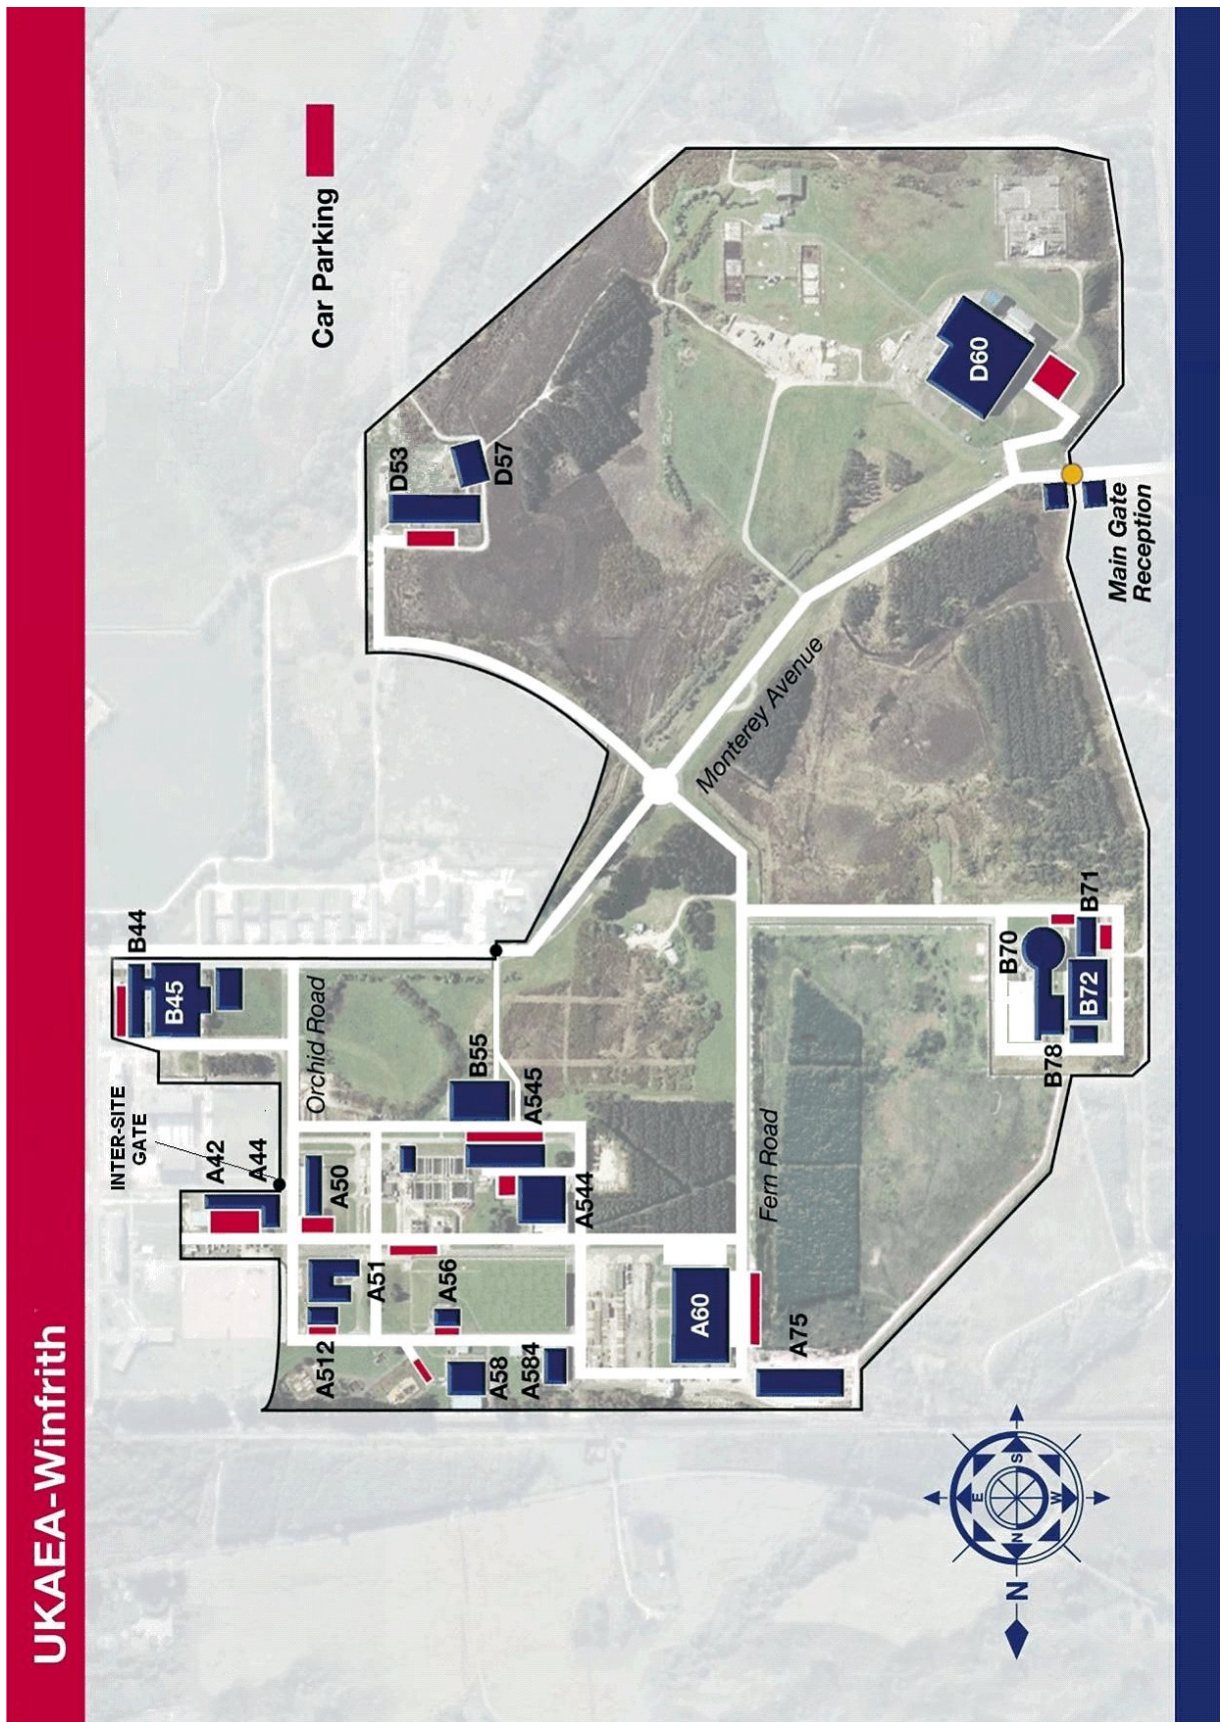 UKAEA-Winfrith
Car Parking
B44
B45
INTER-SITE
GATE
A42
A44
Orchid Road
A50
A51
A512
A56
A58
A584
B55
A545
A544
A60
A75
Fern Road
Monterey Avenue
D53
D57
D60
Main Gate
Reception
B70
B71
B72
B78
N
E
S
N
W